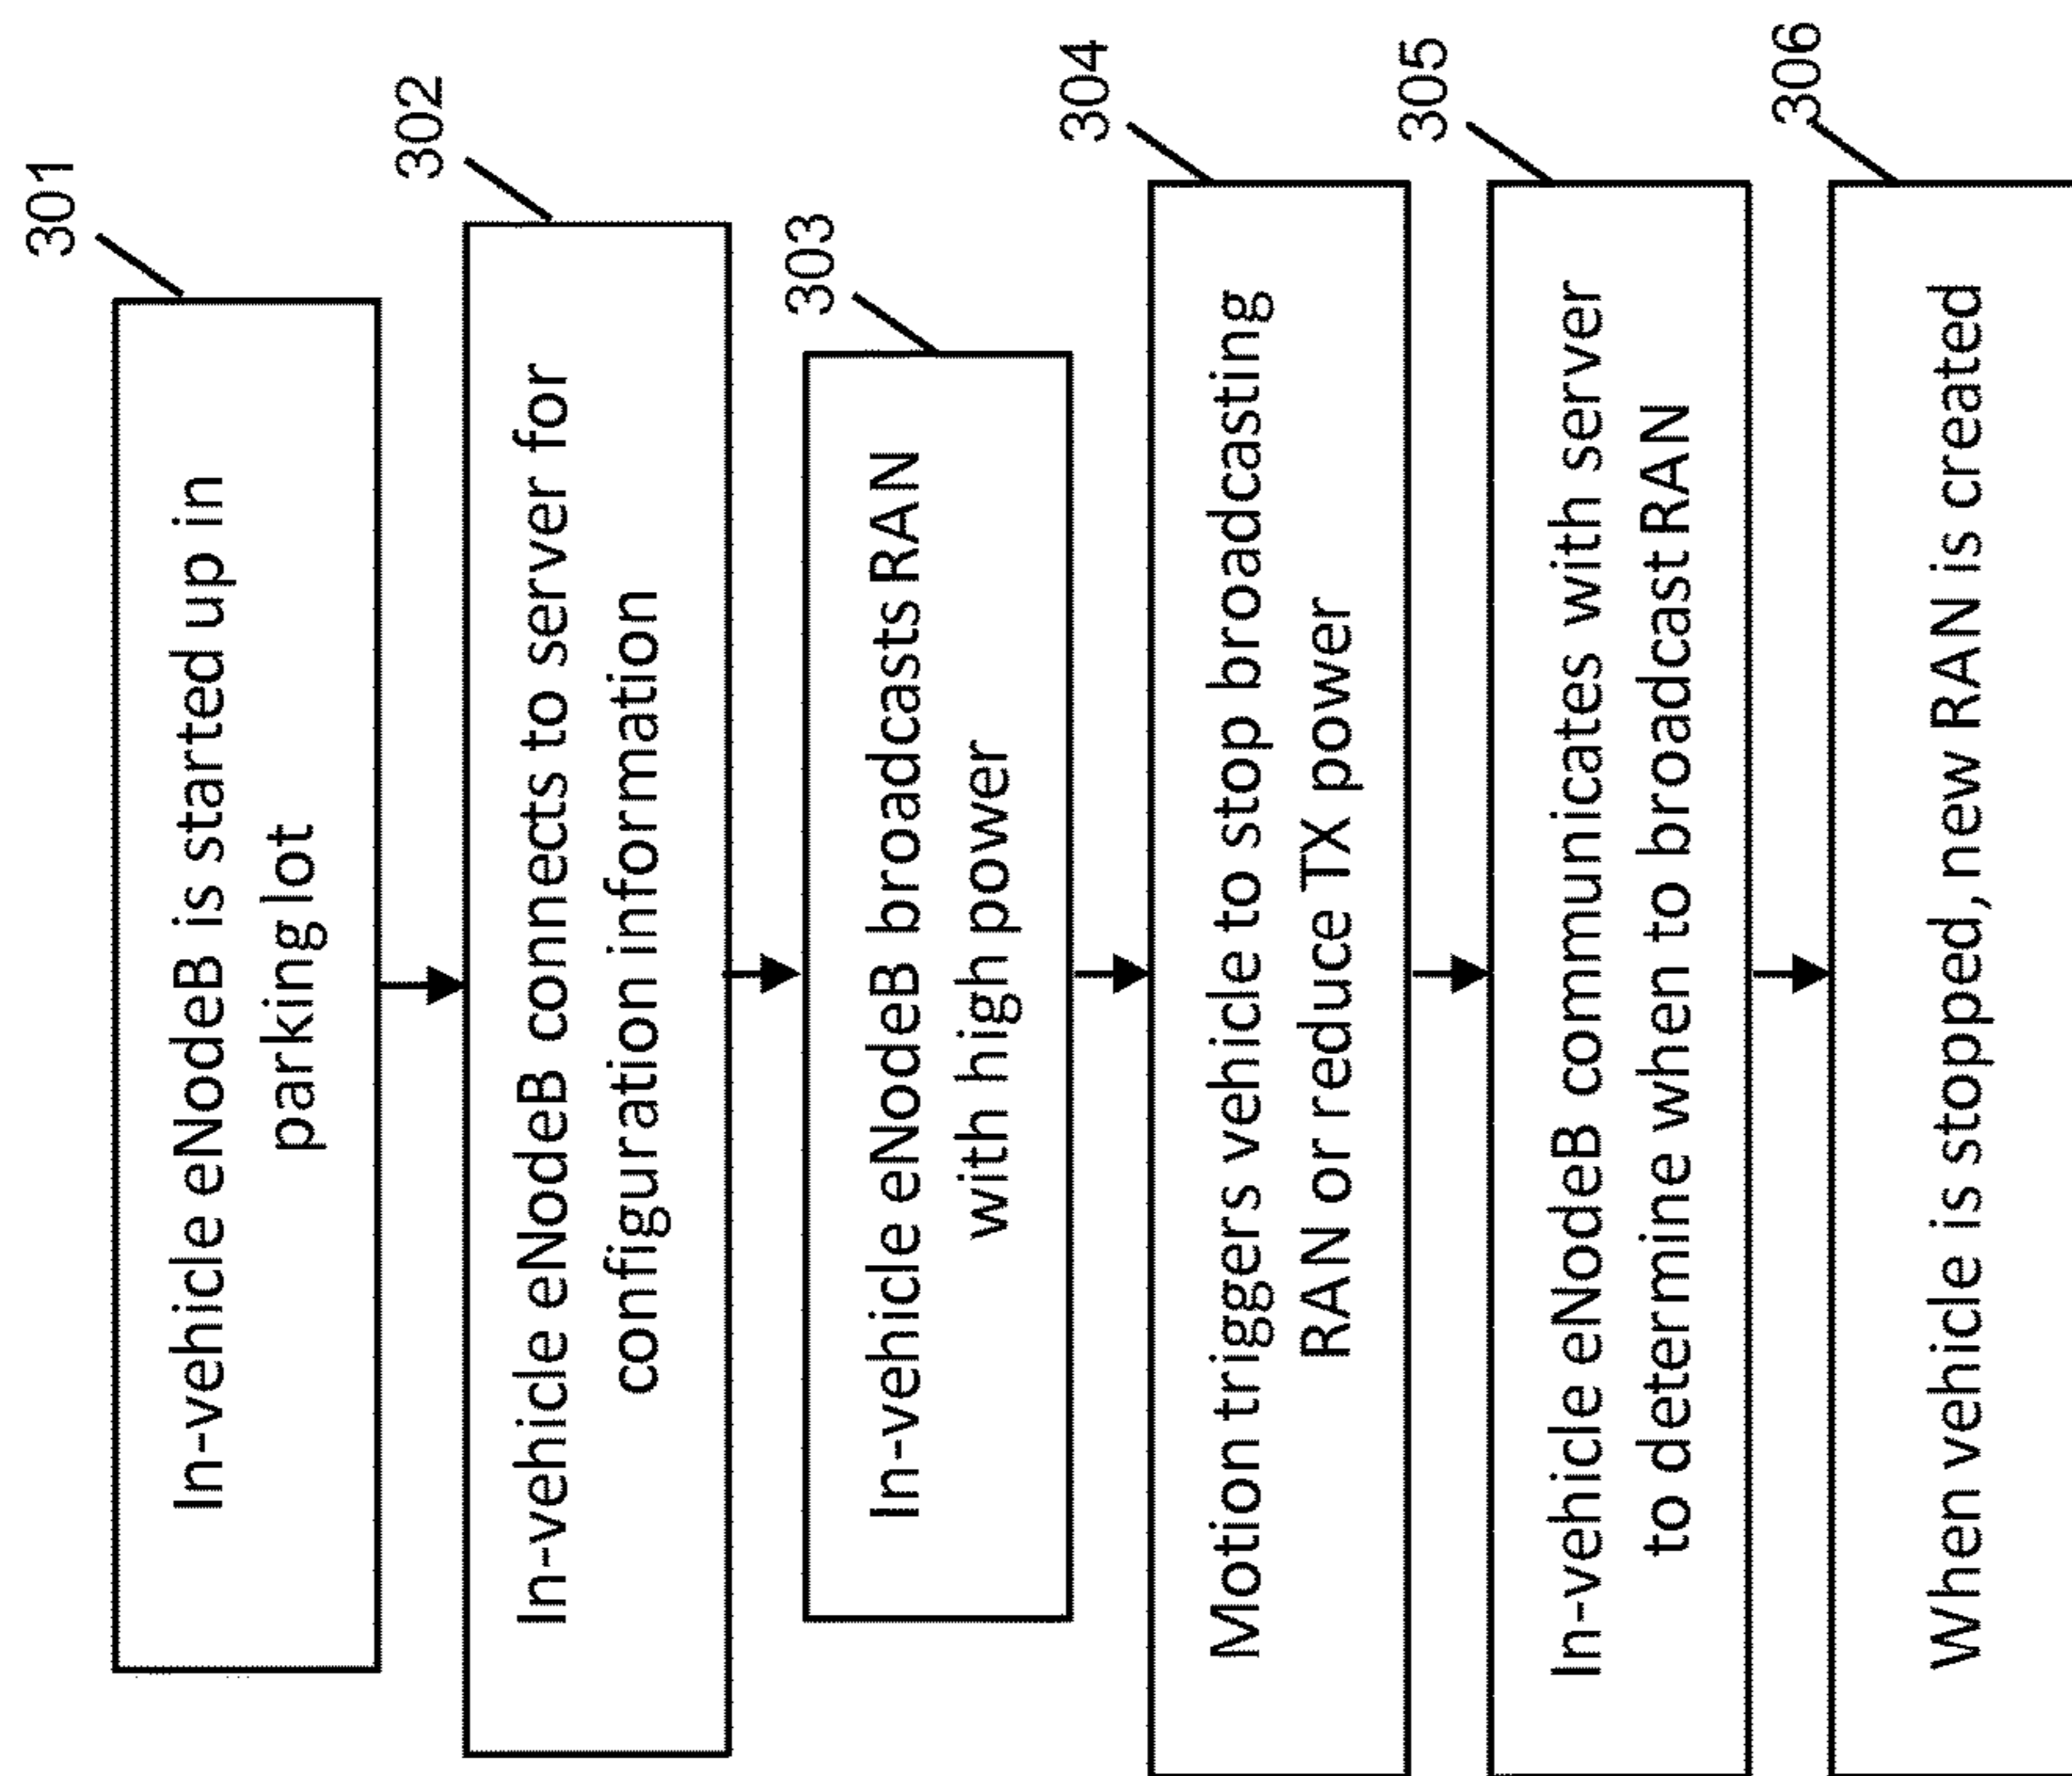 301
In-vehicle eNodeB is started up in
parking lot
302
In-vehicle eNodeB connects to server for
configuration information
303
In-vehicle eNodeB broadcasts RAN
with high power
304
Motion triggers vehicle to stop broadcasting
RAN or reduce TX power
305
In-vehicle eNodeB communicates with server
to determine when to broadcast RAN
306
When vehicle is stopped, new RAN is created